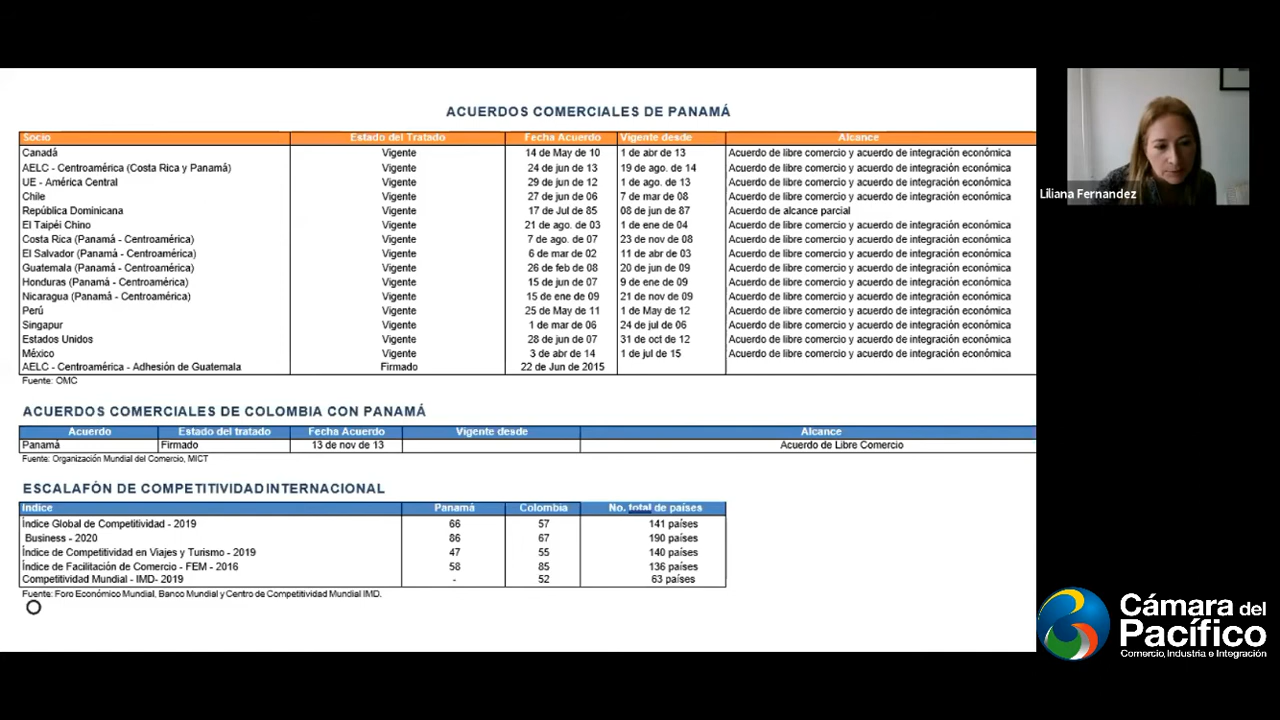 ACUERDOS COMERCIALES DE PANAMÁ
Socio Estado del Tratado Fecha Acuerdo Vigente desde Alcance
Canadá Vigente 14 de May de 10 1 de abr de 13 Acuerdo de libre comercio y acuerdo de integración económica
AELC - Centroamérica (Costa Rica y Panamá) Vigente 24 de jun de 13 19 de ago. de 14 Acuerdo de libre comercio y acuerdo de integración económica
UE - América Central Vigente 29 de jun de 12 1 de ago. de 13 Acuerdo de libre comercio y acuerdo de integración económica
Chile Vigente 27 de jun de 06 7 de mar de 08 Acuerdo de libre comercio y acuerdo de integración económica
República Dominicana Vigente 17 de Jul de 85 08 de jun de 87 Acuerdo de alcance parcial
El Taipéi Chino Vigente 21 de ago. de 03 1 de ene de 04 Acuerdo de libre comercio y acuerdo de integración económica
Costa Rica (Panamá - Centroamérica) Vigente 7 de ago. de 07 23 de nov de 08 Acuerdo de libre comercio y acuerdo de integración económica
El Salvador (Panamá - Centroamérica) Vigente 6 de mar de 02 11 de abr de 03 Acuerdo de libre comercio y acuerdo de integración económica
Guatemala (Panamá - Centroamérica) Vigente 26 de feb de 08 20 de jun de 09 Acuerdo de libre comercio y acuerdo de integración económica
Honduras (Panamá - Centroamérica) Vigente 15 de jun de 07 9 de ene de 09 Acuerdo de libre comercio y acuerdo de integración económica
Nicaragua (Panamá - Centroamérica) Vigente 15 de ene de 09 21 de nov de 09 Acuerdo de libre comercio y acuerdo de integración económica
Perú Vigente 25 de May de 11 1 de May de 12 Acuerdo de libre comercio y acuerdo de integración económica
Singapur Vigente 1 de mar de 06 24 de jul de 06 Acuerdo de libre comercio y acuerdo de integración económica
Estados Unidos Vigente 28 de jun de 07 31 de oct de 12 Acuerdo de libre comercio y acuerdo de integración económica
México Vigente 3 de abr de 14 1 de jul de 15 Acuerdo de libre comercio y acuerdo de integración económica
AELC - Centroamérica - Adhesión de Guatemala Firmado 22 de Jun de 2015
Fuente: OMC
ACUERDOS COMERCIALES DE COLOMBIA CON PANAMÁ
Acuerdo Estado del tratado Fecha Acuerdo Vigente desde Alcance
Panamá Firmado 13 de nov de 13 Acuerdo de Libre Comercio
Fuente: Organización Mundial del Comercio, MICT
ESCALAFÓN DE COMPETITIVIDAD INTERNACIONAL
Indice Panamá Colombia No. total de países
Índice Global de Competitividad - 2019 66 57 141 países
Business - 2020 86 67 190 países
Índice de Competitividad en Viajes y Turismo - 2019 47 55 140 países
Índice de Facilitación de Comercio - FEM - 2016 58 85 136 países
Competitividad Mundial - IMD- 2019 - 52 63 países
Fuente: Foro Económico Mundial, Banco Mundial y Centro de Competitividad Mundial IMD.
Liliana Fernandez
Cámara del
Pacífico
Comercio, Industria e Integración